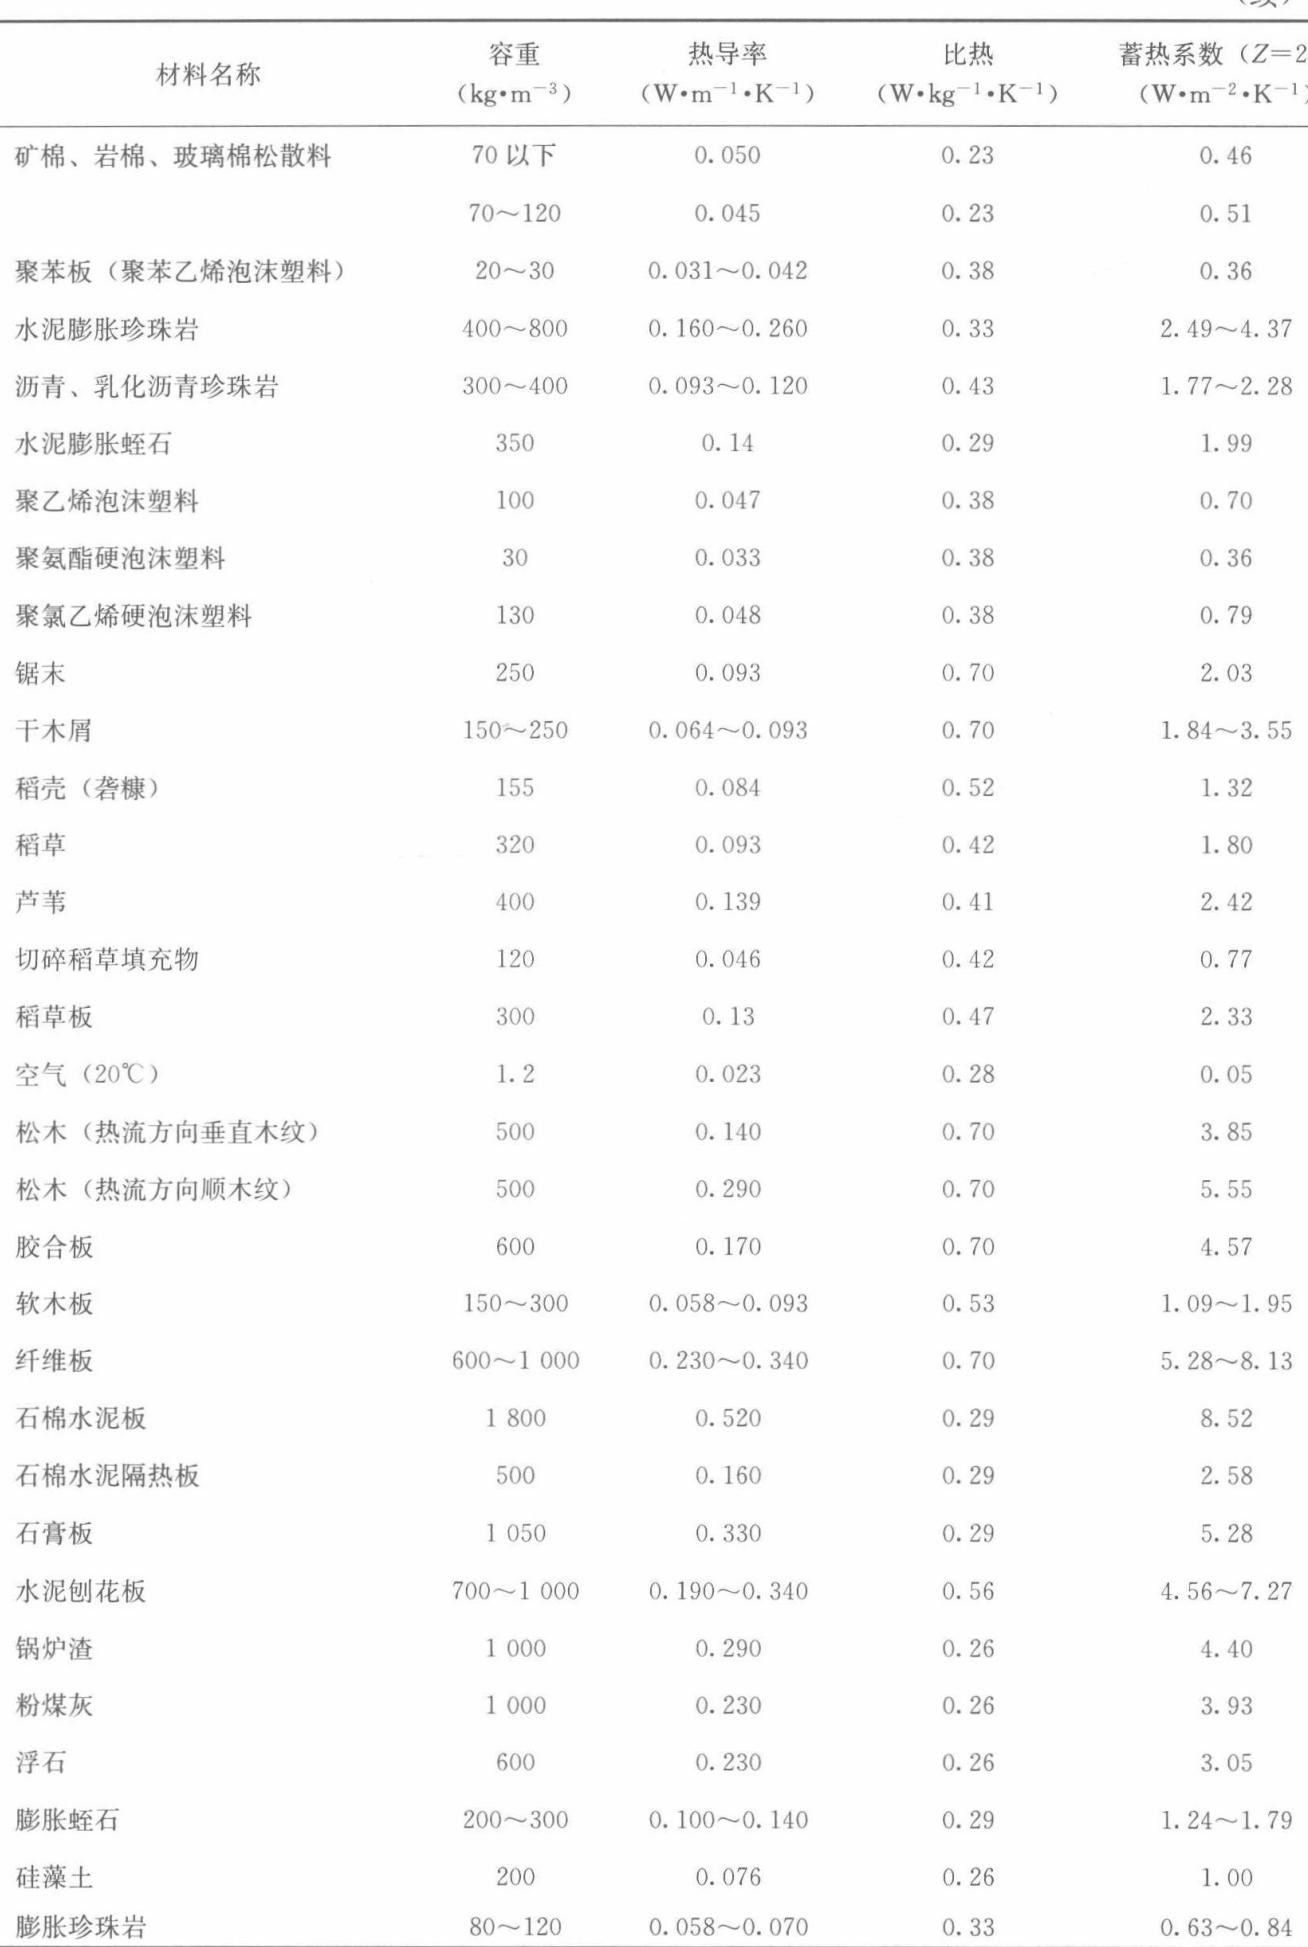 材料名称 容重 (kg•m⁻³) 热导率 (W•m⁻¹•K⁻¹) 比热 (W•kg⁻¹•K⁻¹) 蓄热系数（Z=2 (W•m⁻²•K⁻¹)
矿棉、岩棉、玻璃棉松散料 70 以下 0.050 0.23 0.46
70～120 0.045 0.23 0.51
聚苯板（聚苯乙烯泡沫塑料） 20～30 0.031～0.042 0.38 0.36
水泥膨胀珍珠岩 400～800 0.160～0.260 0.33 2.49～4.37
沥青、乳化沥青珍珠岩 300～400 0.093～0.120 0.43 1.77～2.28
水泥膨胀蛭石 350 0.14 0.29 1.99
聚乙烯泡沫塑料 100 0.047 0.38 0.70
聚氨酯硬泡沫塑料 30 0.033 0.38 0.36
聚氯乙烯硬泡沫塑料 130 0.048 0.38 0.79
锯末 250 0.093 0.70 2.03
干木屑 150～250 0.064～0.093 0.70 1.84～3.55
稻壳（砻糠） 155 0.084 0.52 1.32
稻草 320 0.093 0.42 1.80
芦苇 400 0.139 0.41 2.42
切碎稻草填充物 120 0.046 0.42 0.77
稻草板 300 0.13 0.47 2.33
空气（20℃） 1.2 0.023 0.28 0.05
松木（热流方向垂直木纹） 500 0.140 0.70 3.85
松木（热流方向顺木纹） 500 0.290 0.70 5.55
胶合板 600 0.170 0.70 4.57
软木板 150～300 0.058～0.093 0.53 1.09～1.95
纤维板 600～1 000 0.230～0.340 0.70 5.28～8.13
石棉水泥板 1 800 0.520 0.29 8.52
石棉水泥隔热板 500 0.160 0.29 2.58
石膏板 1 050 0.330 0.29 5.28
水泥刨花板 700～1 000 0.190～0.340 0.56 4.56～7.27
锅炉渣 1 000 0.290 0.26 4.40
粉煤灰 1 000 0.230 0.26 3.93
浮石 600 0.230 0.26 3.05
膨胀蛭石 200～300 0.100～0.140 0.29 1.24～1.79
硅藻土 200 0.076 0.26 1.00
膨胀珍珠岩 80～120 0.058～0.070 0.33 0.63～0.84